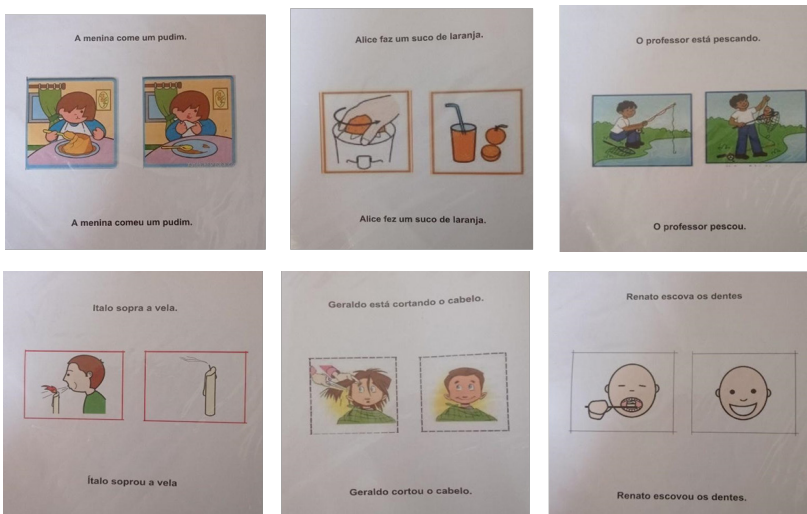 A menina come um pudim.
A menina comeu um pudim.
Alice faz um suco de laranja.
Alice fez um suco de laranja.
O professor está pescando.
O professor pescou.
Italo sopra a vela.
Ítalo soprou a vela
Geraldo está cortando o cabelo.
Geraldo cortou o cabelo.
Renato escova os dentes
Renato escovou os dentes.